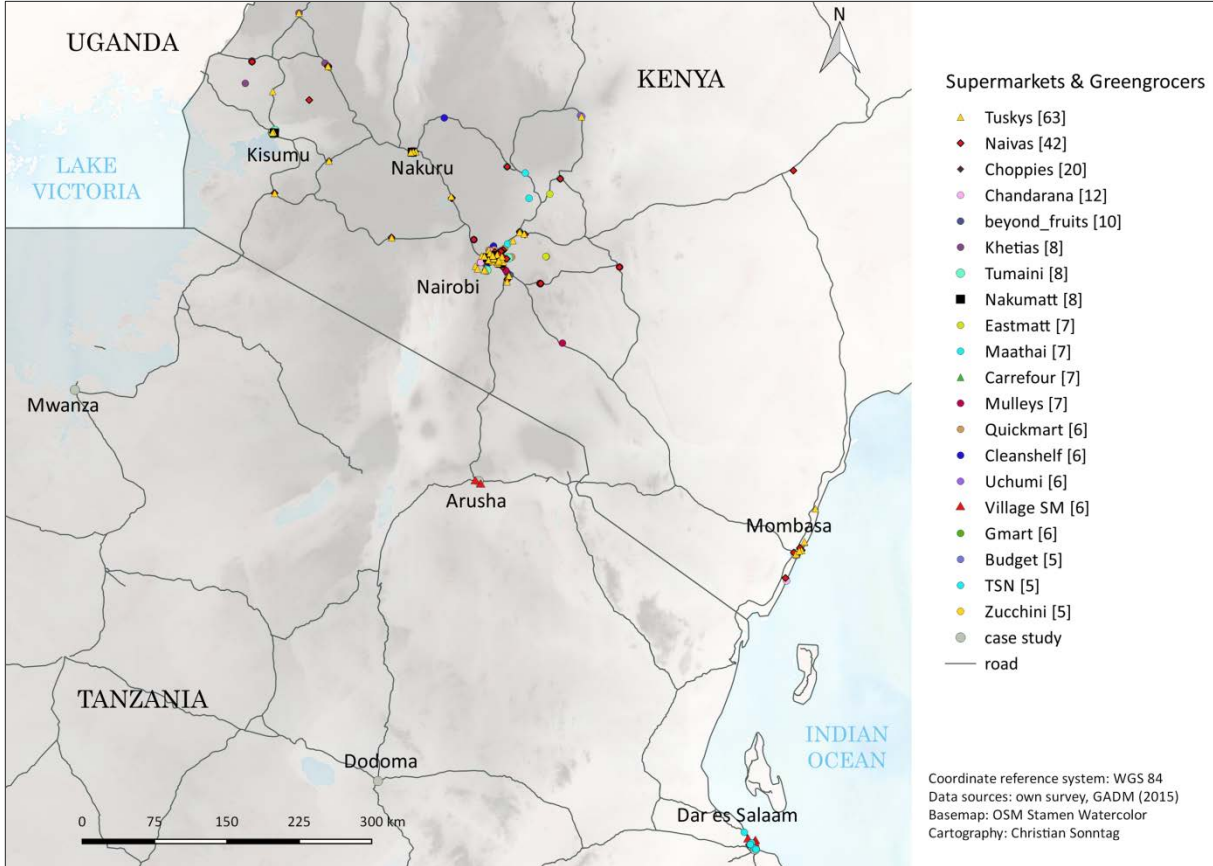 UGANDA
KENYA
N
LAKE
VICTORIA
Kisumu
Nakuru
Nairobi
Mwanza
Arusha
Mombasa
TANZANIA
INDIAN
OCEAN
Dodoma
Dar es Salaam
0 75 150 225 300 km
Supermarkets & Greengrocers
Tuskys [63]
Naivas [42]
Choppies [20]
Chandarana [12]
beyond_fruits [10]
Khetias [8]
Tumaini [8]
Nakumatt [8]
Eastmatt [7]
Maathai [7]
Carrefour [7]
Mulleys [7]
Quickmart [6]
Cleanshelf [6]
Uchumi [6]
Village SM [6]
Gmart [6]
Budget [5]
TSN [5]
Zucchini [5]
case study
road
Coordinate reference system: WGS 84
Data sources: own survey, GADM (2015)
Basemap: OSM Stamen Watercolor
Cartography: Christian Sonntag